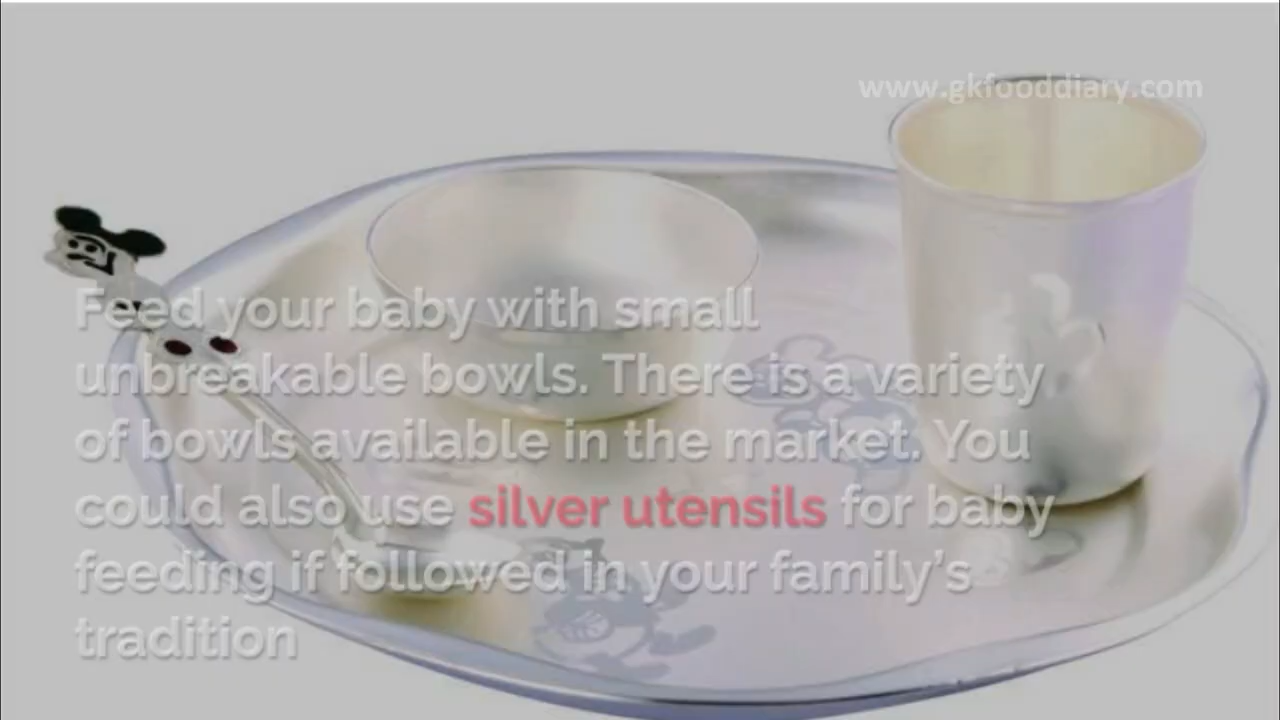 www.gkfooddiary.com
Feed your baby with small
unbreakable bowls. There is a variety
of bowls available in the market. You
could also use silver utensils for baby
feeding if followed in your family's
tradition